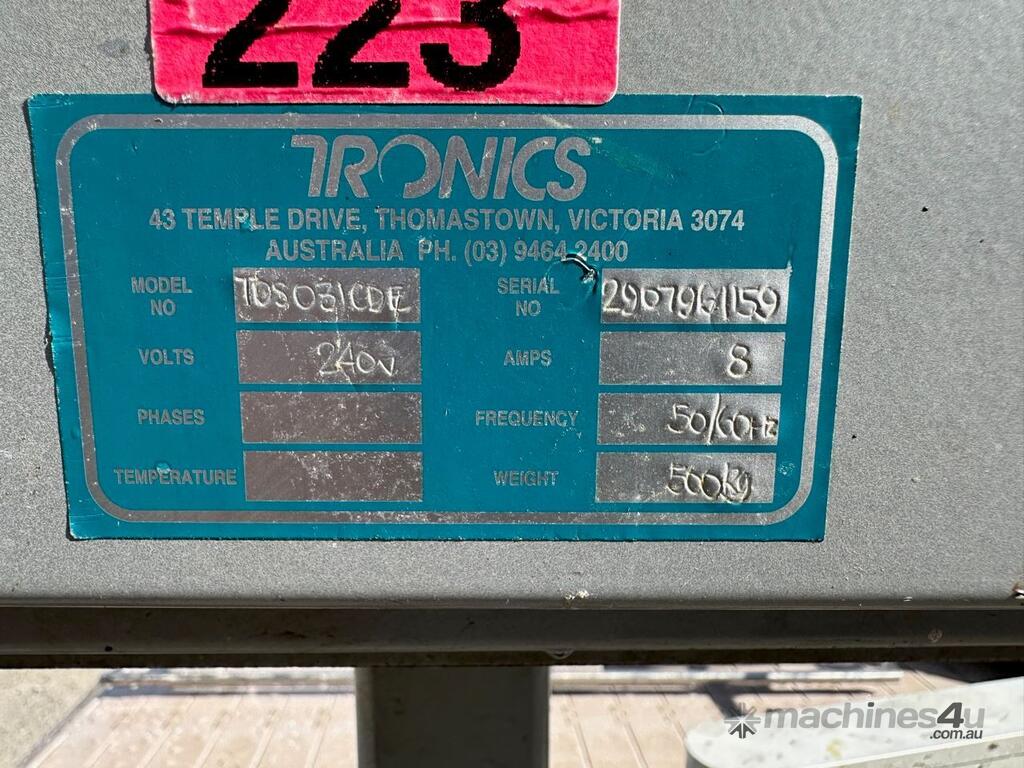 223
TRONICS
43 TEMPLE DRIVE, THOMASTOWN, VICTORIA 3074
AUSTRALIA PH. (03) 9464 2400
MODEL NO TDS031CDE SERIAL NO 2907961159
VOLTS 240v AMPS 8
PHASES FREQUENCY 50/60Hz
TEMPERATURE WEIGHT 500kg
machines4u
.com.au